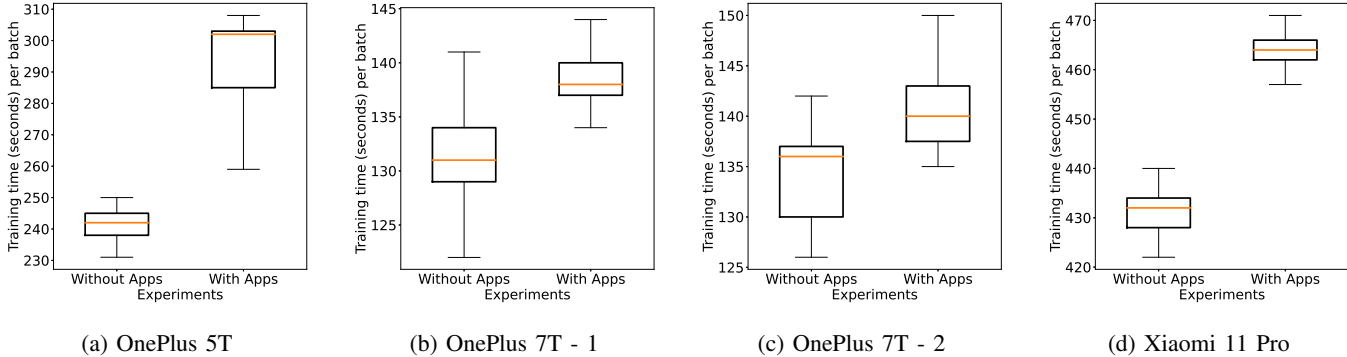 Training time (seconds) per batch
310
300
290
280
270
260
250
240
230
Without Apps
With Apps
Experiments
(a) OnePlus 5T
Training time (seconds) per batch
145
140
135
130
125
Without Apps
With Apps
Experiments
(b) OnePlus 7T - 1
Training time (seconds) per batch
150
145
140
135
130
125
Without Apps
With Apps
Experiments
(c) OnePlus 7T - 2
Training time (seconds) per batch
470
460
450
440
430
420
Without Apps
With Apps
Experiments
(d) Xiaomi 11 Pro